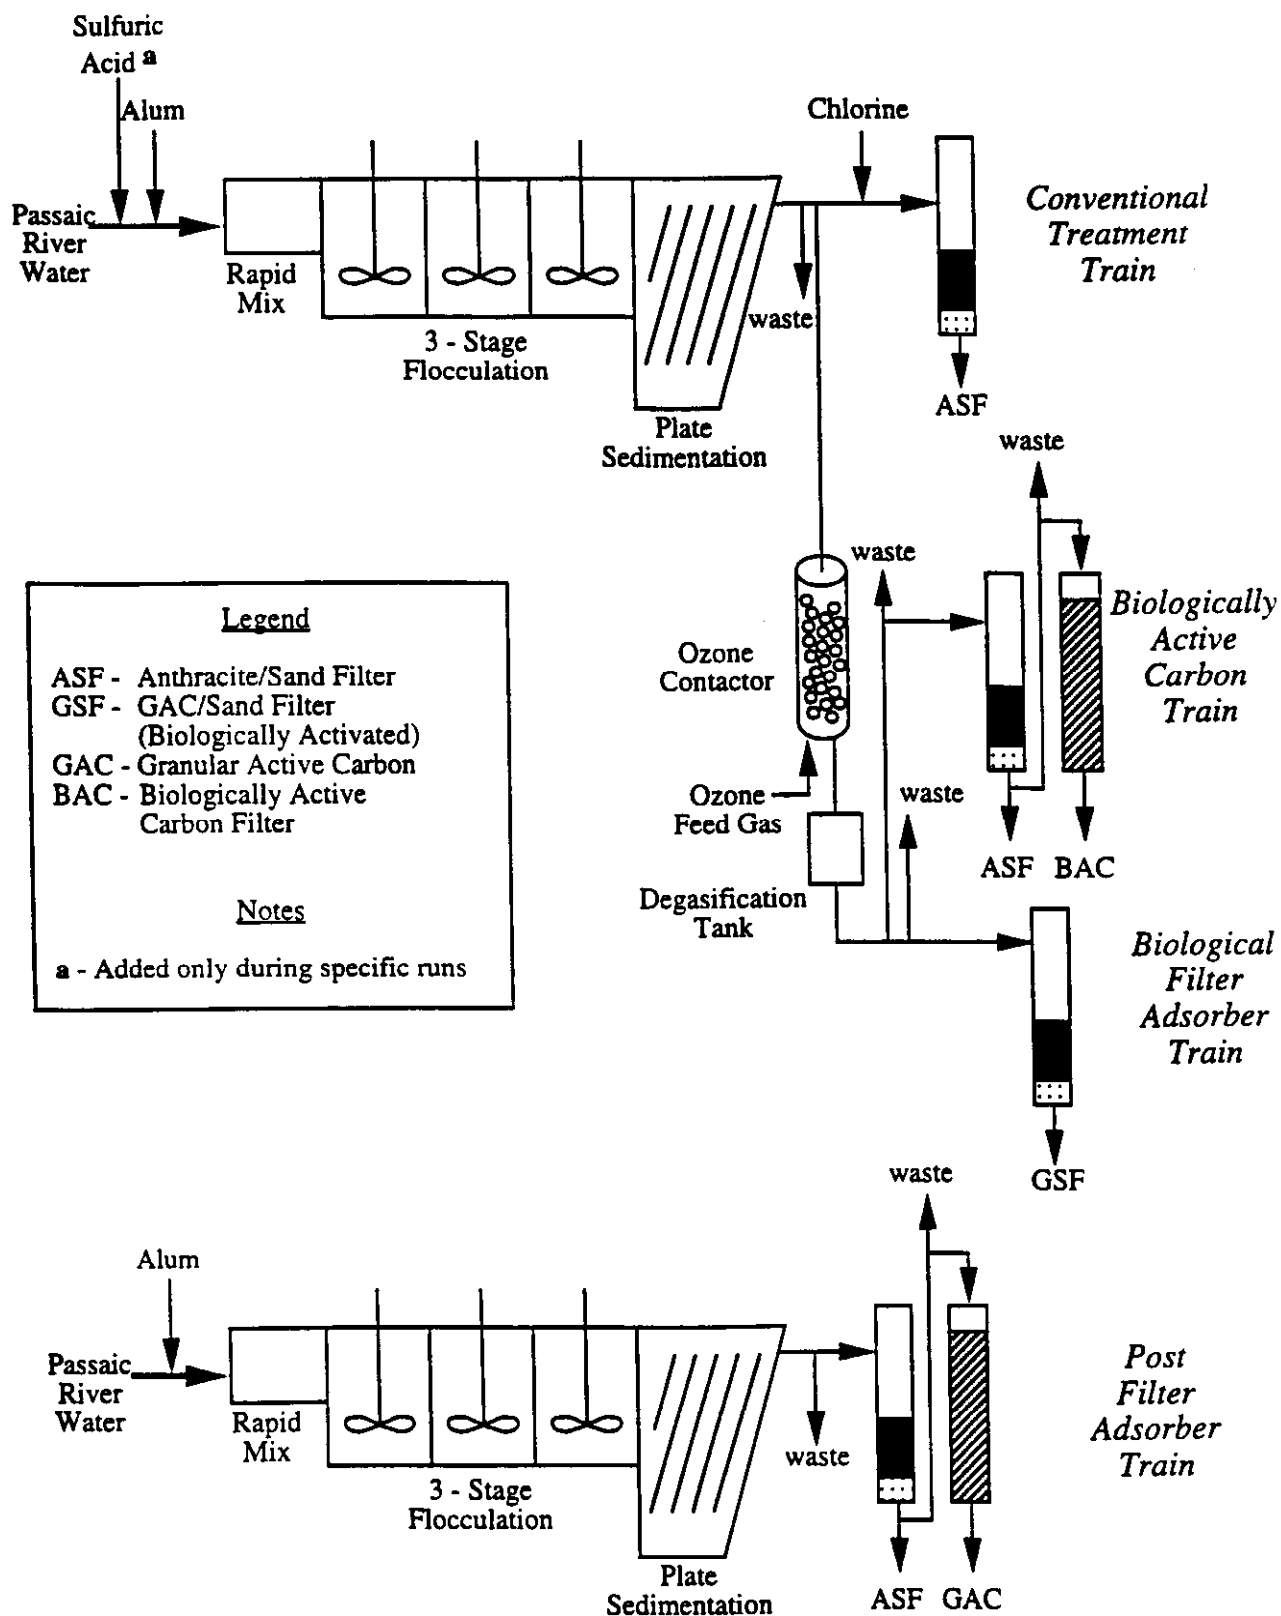 Sulfuric
Acid a
Alum
Passaic
River
Water
Rapid
Mix
3 - Stage
Flocculation
Plate
Sedimentation
waste
Chlorine
ASF
Conventional
Treatment
Train
Ozone
Contactor
Ozone
Feed Gas
Degasification
Tank
waste
waste
waste
ASF BAC
Biologically
Active
Carbon
Train
GSF
Biological
Filter
Adsorber
Train
Legend
ASF - Anthracite/Sand Filter
GSF - GAC/Sand Filter
(Biologically Activated)
GAC - Granular Active Carbon
BAC - Biologically Active
Carbon Filter
Notes
a - Added only during specific runs
Alum
Passaic
River
Water
Rapid
Mix
3 - Stage
Flocculation
Plate
Sedimentation
waste
waste
ASF GAC
Post
Filter
Adsorber
Train